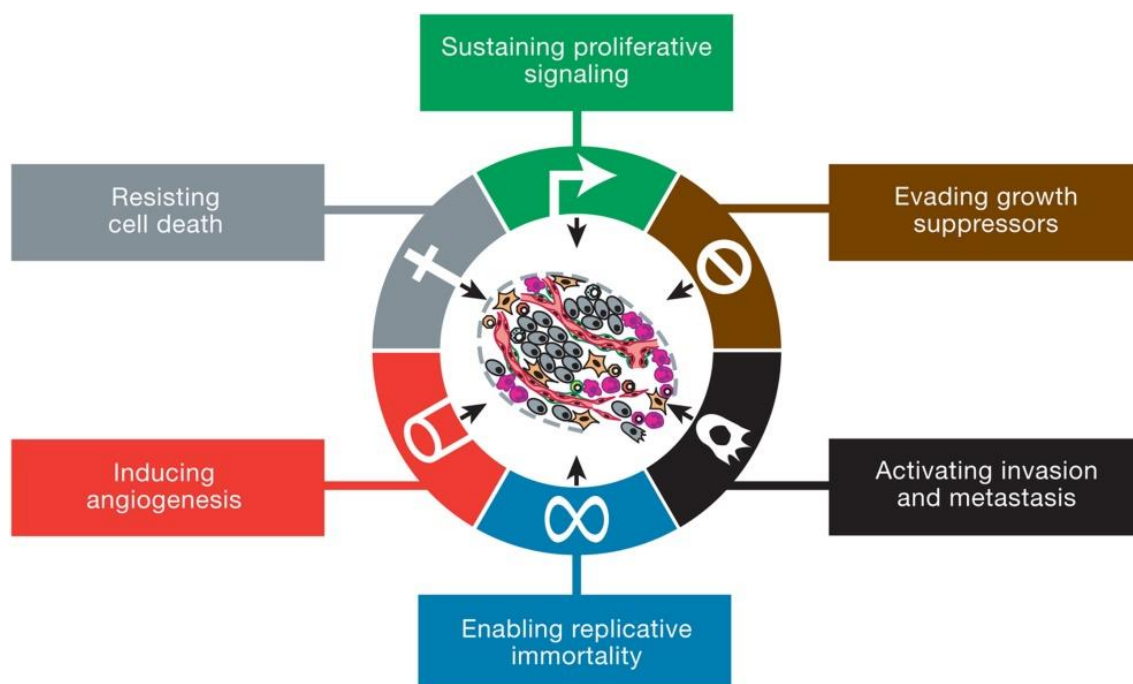 Sustaining proliferative
signaling
Resisting
cell death
Evading growth
suppressors
Inducing
angiogenesis
Activating invasion
and metastasis
Enabling replicative
immortality